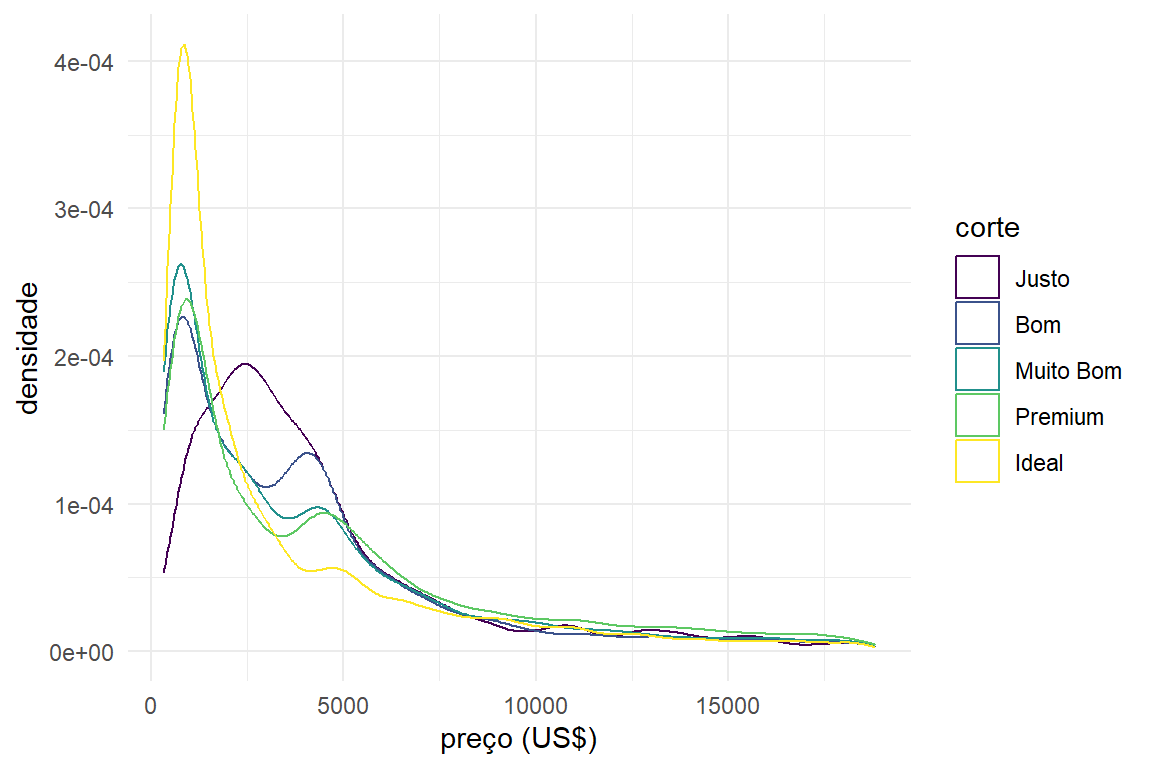 4e-04
3e-04
2e-04
1e-04
0e+00
densidade
0
5000
10000
15000
preço (US$)
corte
Justo
Bom
Muito Bom
Premium
Ideal